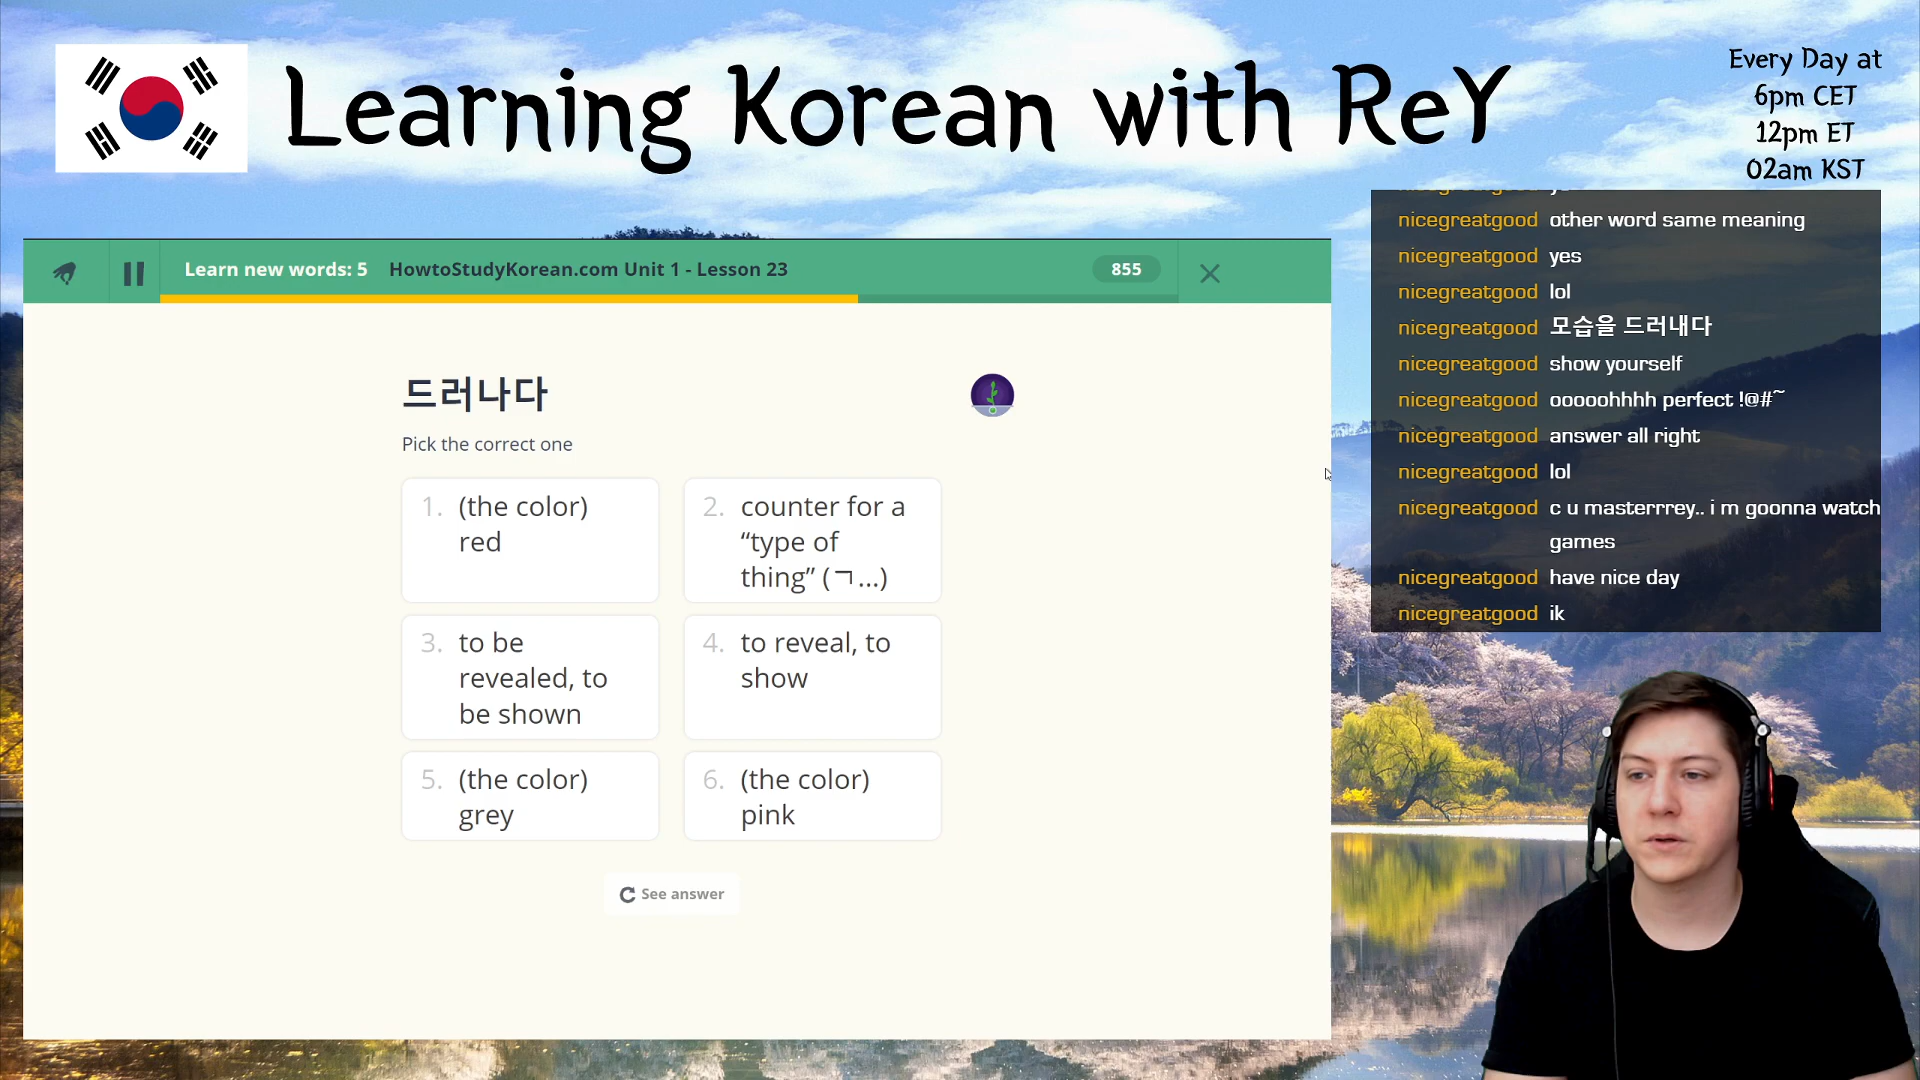 Learning Korean with ReY
Every Day at
6pm CET
12pm ET
02am KST
Learn new words: 5 HowtoStudyKorean.com Unit 1 - Lesson 23
855
드러나다
Pick the correct one
1. (the color)
red
2. counter for a
“type of
thing” (ㄱ...)
3. to be
revealed, to
be shown
4. to reveal, to
show
5. (the color)
grey
6. (the color)
pink
See answer
nicegreatgood other word same meaning
nicegreatgood yes
nicegreatgood lol
nicegreatgood 모습을 드러내다
nicegreatgood show yourself
nicegreatgood ooooohhhh perfect !@#~
nicegreatgood answer all right
nicegreatgood lol
nicegreatgood c u masterrrey.. i m goonna watch
games
nicegreatgood have nice day
nicegreatgood ik